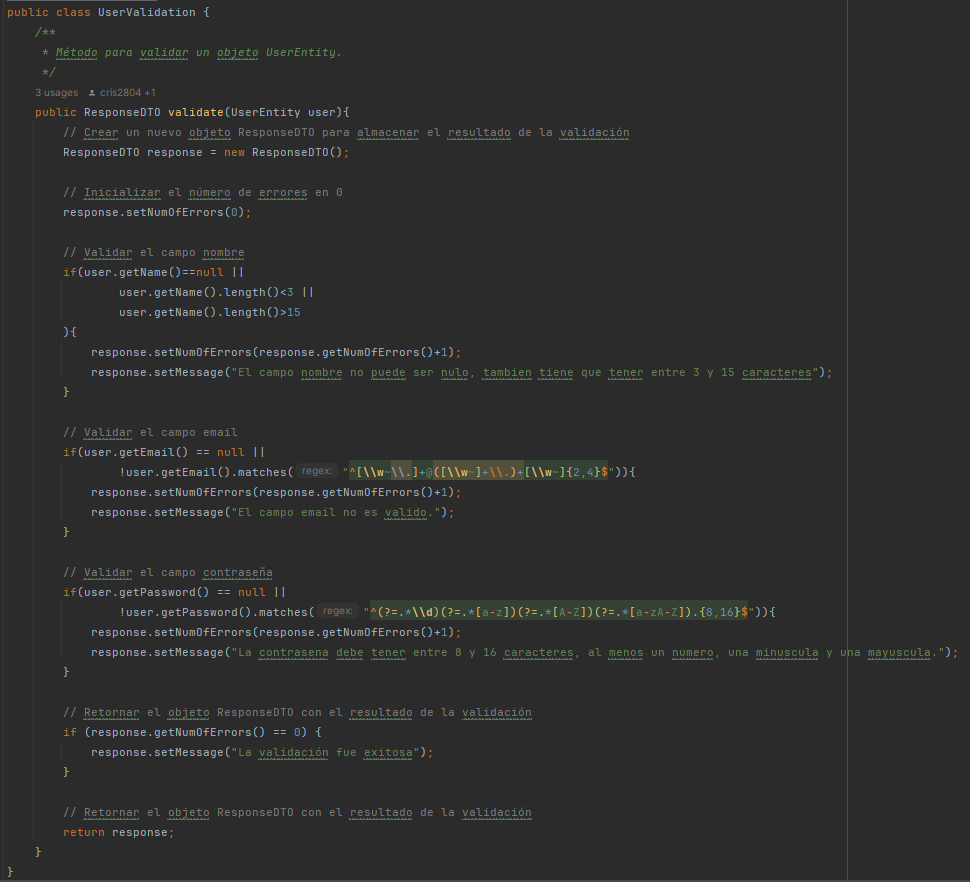 public class UserValidation {
/**
* Método para validar un objeto UserEntity.
*/
3 usages cris2804 +1
public ResponseDTO validate(UserEntity user){
// Crear un nuevo objeto ResponseDTO para almacenar el resultado de la validación
ResponseDTO response = new ResponseDTO();
// Inicializar el número de errores en 0
response.setNumOfErrors(0);
// Validar el campo nombre
if(user.getName()==null ||
user.getName().length()<3 ||
user.getName().length()>15
){
response.setNumOfErrors(response.getNumOfErrors()+1);
response.setMessage("El campo nombre no puede ser nulo, tambien tiene que tener entre 3 y 15 caracteres");
}
// Validar el campo email
if(user.getEmail() == null ||
!user.getEmail().matches( regex: "^[\\w-\\.]+@([\\w-]+\\.)+[\\w-]{2,4}$")){
response.setNumOfErrors(response.getNumOfErrors()+1);
response.setMessage("El campo email no es valido.");
}
// Validar el campo contraseña
if(user.getPassword() == null ||
!user.getPassword().matches( regex: "^(?=.*\\d)(?=.*[a-z])(?=.*[A-Z])(?=.*[a-zA-Z]).{8,16}$")){
response.setNumOfErrors(response.getNumOfErrors()+1);
response.setMessage("La contrasena debe tener entre 8 y 16 caracteres, al menos un numero, una minuscula y una mayuscula.");
}
// Retornar el objeto ResponseDTO con el resultado de la validación
if (response.getNumOfErrors() == 0) {
response.setMessage("La validación fue exitosa");
}
// Retornar el objeto ResponseDTO con el resultado de la validación
return response;
}
}